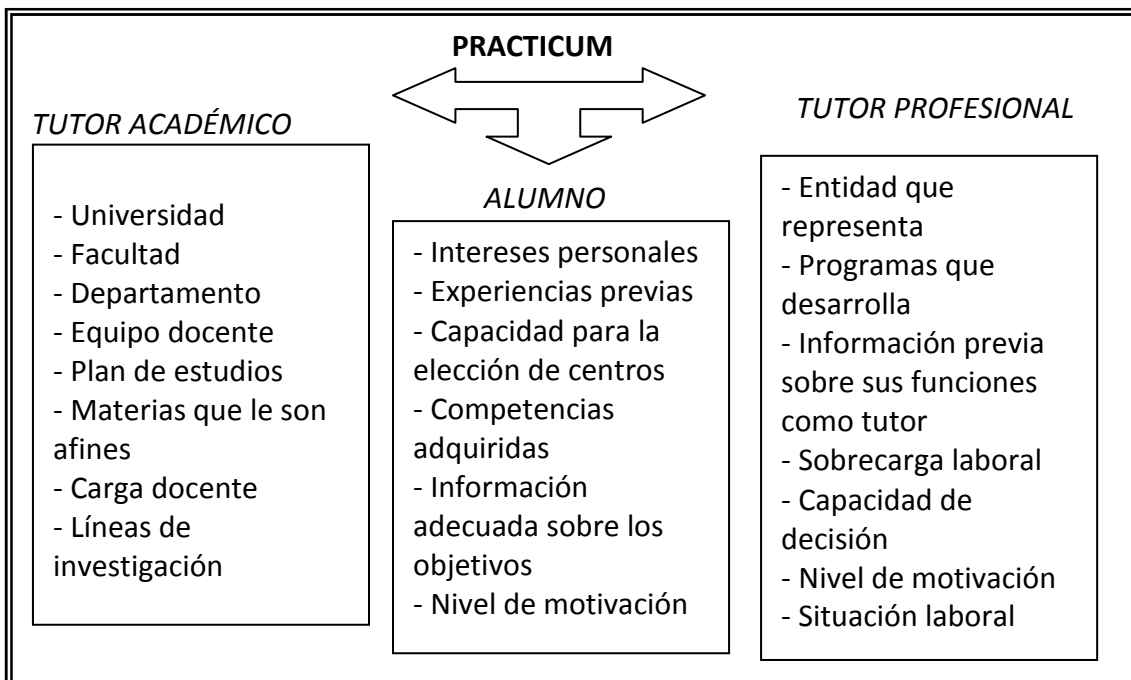 PRACTICUM
TUTOR ACADÉMICO
- Universidad
- Facultad
- Departamento
- Equipo docente
- Plan de estudios
- Materias que le son
afines
- Carga docente
- Líneas de
investigación
ALUMNO
- Intereses personales
- Experiencias previas
- Capacidad para la
elección de centros
- Competencias
adquiridas
- Información
adecuada sobre los
objetivos
- Nivel de motivación
TUTOR PROFESIONAL
- Entidad que
representa
- Programas que
desarrolla
- Información previa
sobre sus funciones
como tutor
- Sobrecarga laboral
- Capacidad de
decisión
- Nivel de motivación
- Situación laboral